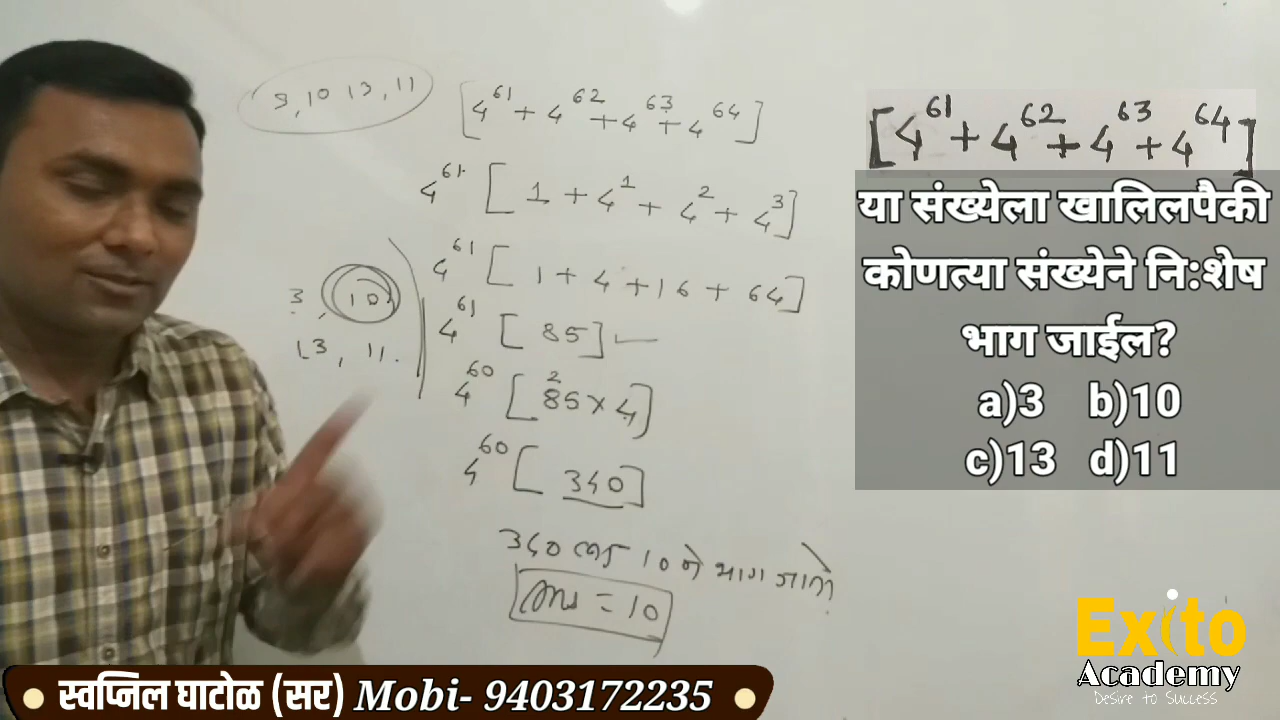 3, 10 13, 11
[4^61 + 4^62 + 4^63 + 4^64]
4^61 [1 + 4^1 + 4^2 + 4^3]
4^61 [1 + 4 + 16 + 64]
4^61 [85]
4^60 [85 × 4]
2
4^60 [340]
340 ला 10 ने भाग जातो
Ans = 10
3, 10
13, 11.
[4^61 + 4^62 + 4^63 + 4^64]
या संख्येला खालिलपैकी
कोणत्या संख्येने नि:शेष
भाग जाईल?
a)3 b)10
c)13 d)11
Exito
Academy
Desire to Success
स्वप्निल घाटोळ (सर) Mobi- 9403172235